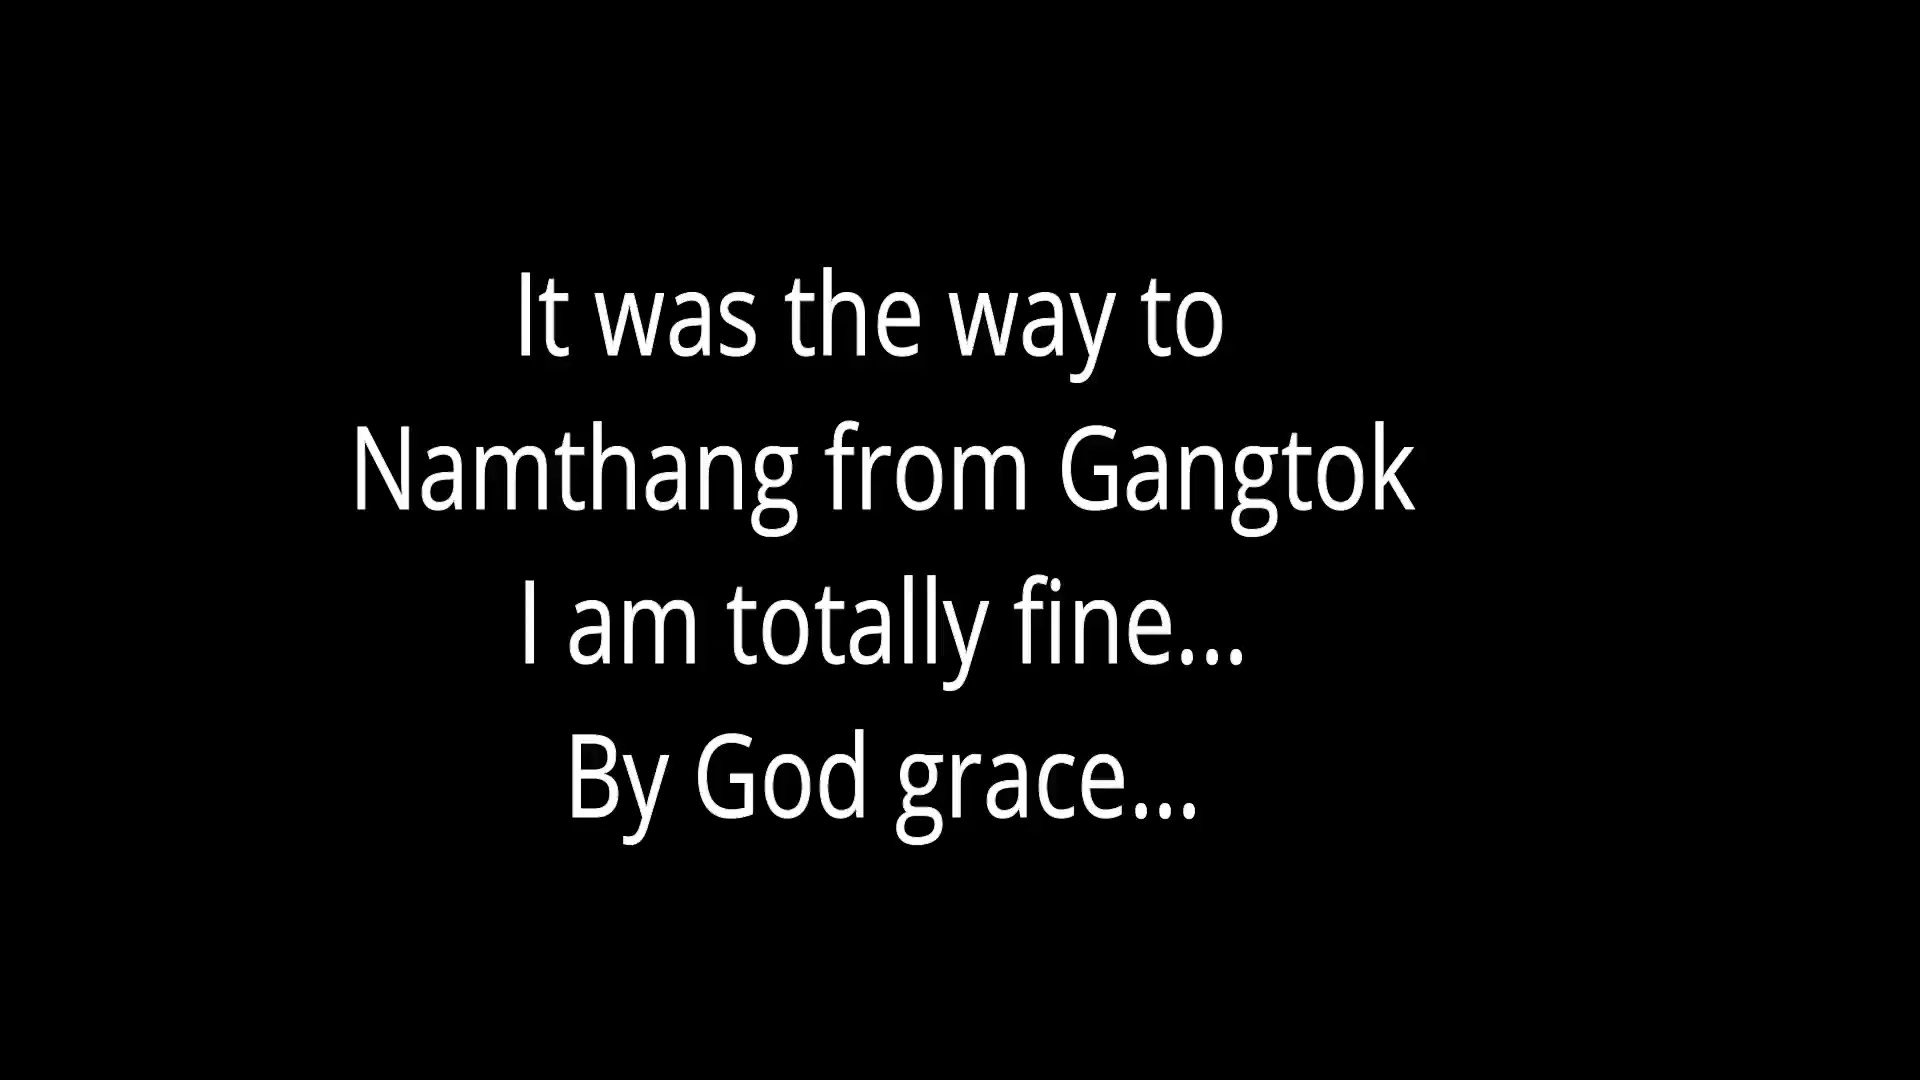 It was the way to
Namthang from Gangtok
I am totally fine...
By God grace...